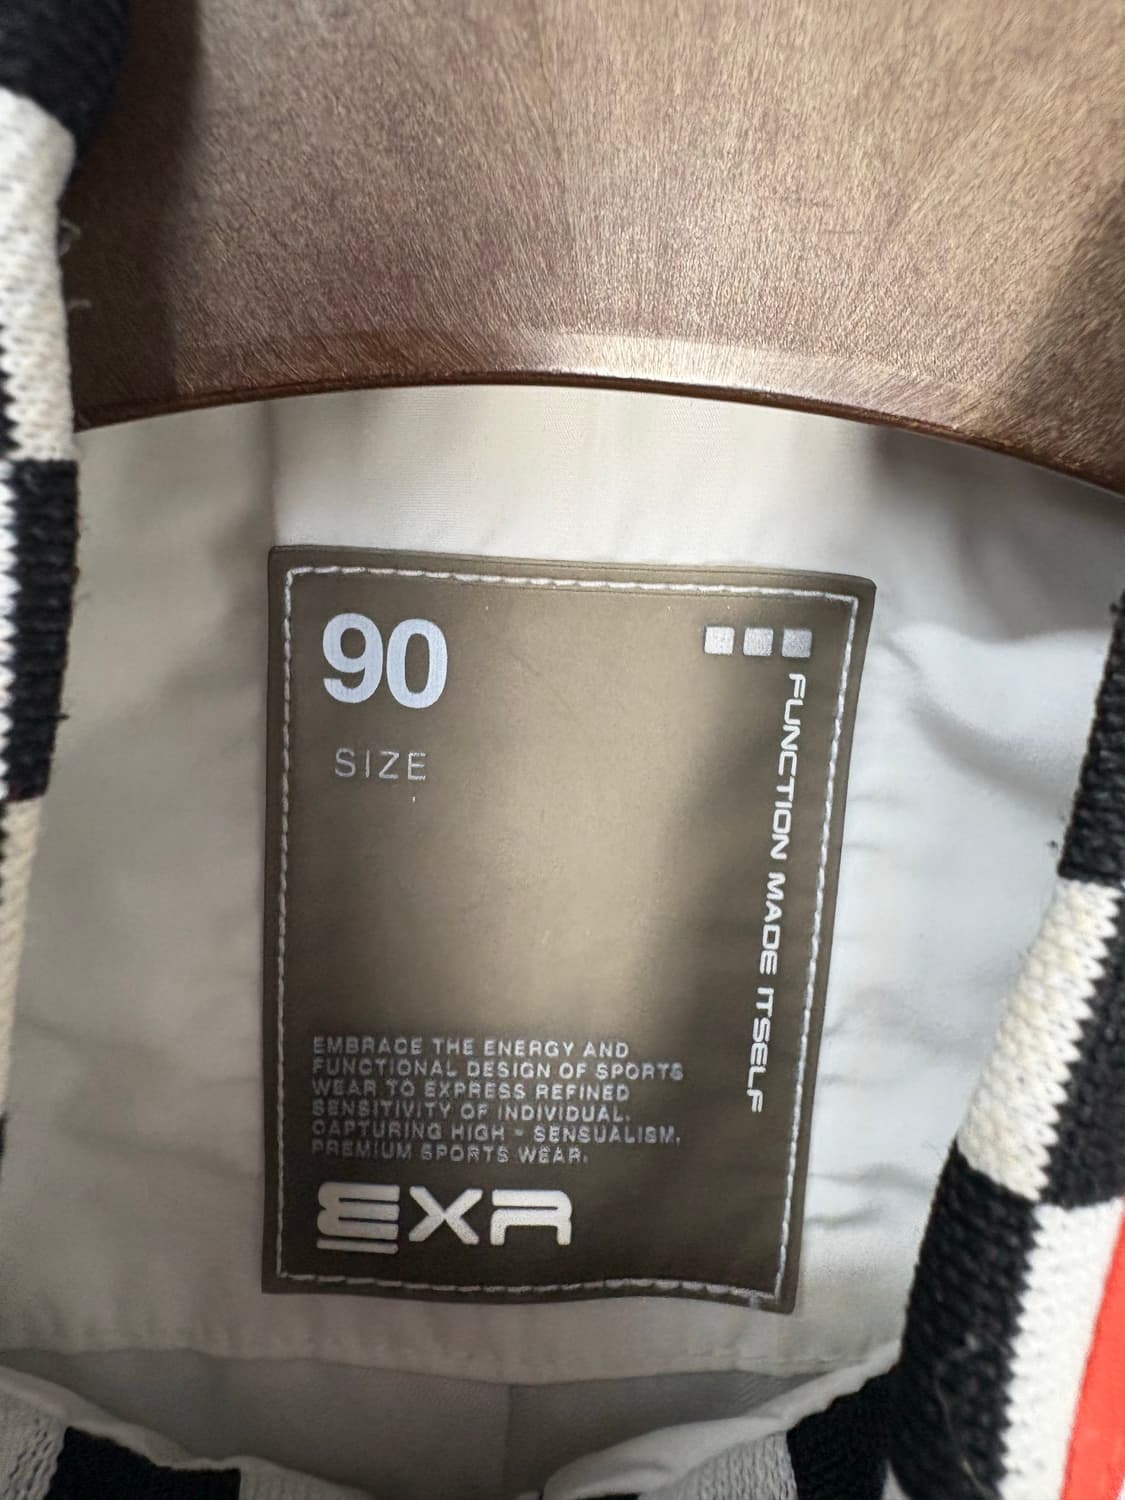 90
SIZE
FUNCTION MADE ITSELF
EMBRACE THE ENERGY AND
FUNCTIONAL DESIGN OF SPORTS
WEAR TO EXPRESS REFINED
SENSITIVITY OF INDIVIDUAL.
CAPTURING HIGH - SENSUALISM.
PREMIUM SPORTS WEAR.
EXR